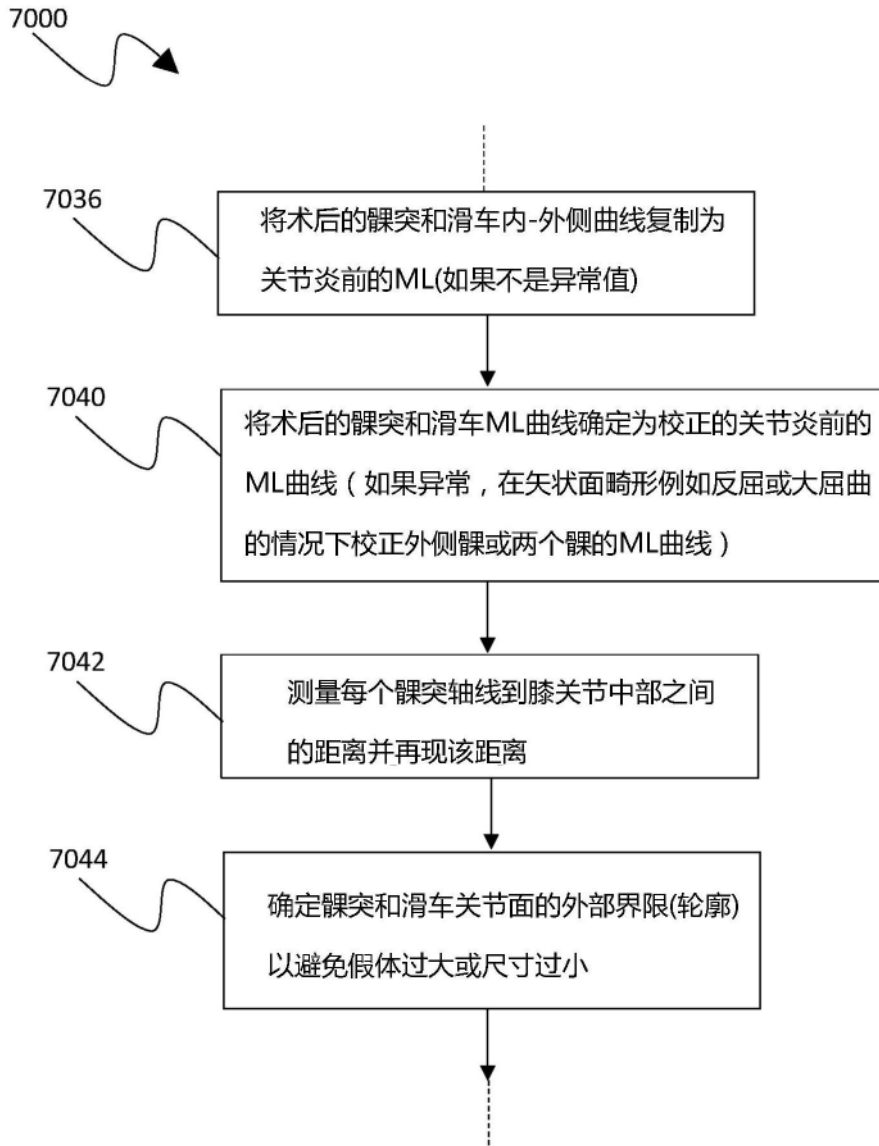 7000
7036
将术后的髁突和滑车内-外侧曲线复制为
关节炎前的ML(如果不是异常值)
7040
将术后的髁突和滑车ML曲线确定为校正的关节炎前的
ML曲线（如果异常，在矢状面畸形例如反屈或大屈曲
的情况下校正外侧髁或两个髁的ML曲线）
7042
测量每个髁突轴线到膝关节中部之间
的距离并再现该距离
7044
确定髁突和滑车关节面的外部界限(轮廓)
以避免假体过大或尺寸过小